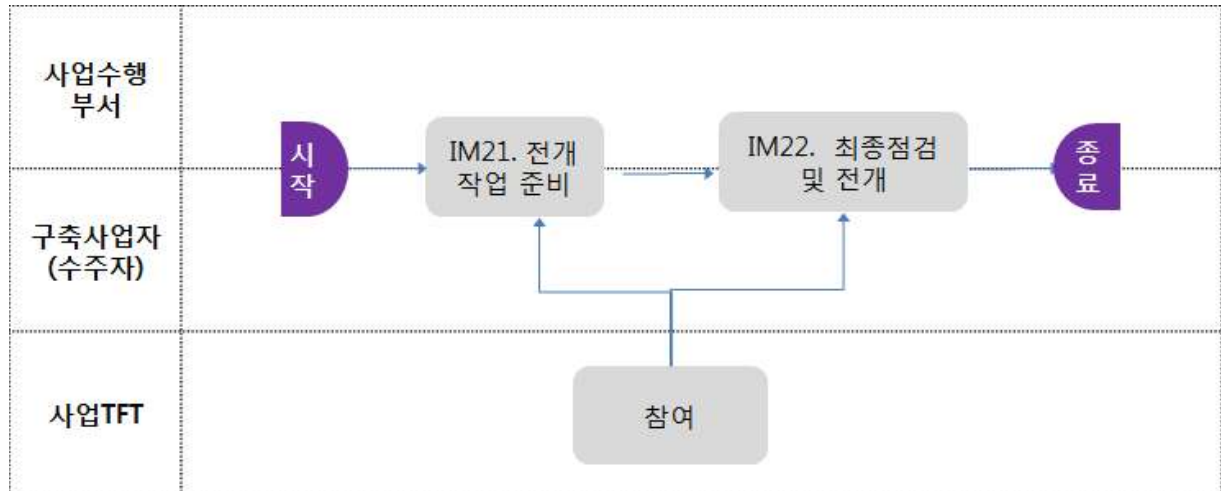 사업수행
부서
시
작
IM21. 전개
작업 준비
IM22. 최종점검
및 전개
종
료
구축사업자
(수주자)
사업TFT
참여